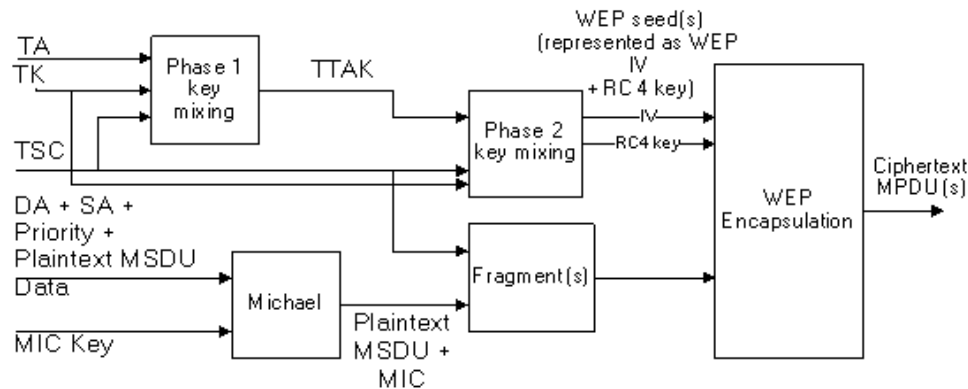 TA
TK
TSC
DA + SA +
Priority +
Plaintext MSDU
Data
MIC Key
Phase 1
key
mixing
TTAK
Michael
Plaintext
MSDU +
MIC
Phase 2
key mixing
Fragment(s)
WEP seed(s)
(represented as WEP
IV
+ RC4 key)
IV
RC4 key
WEP
Encapsulation
Ciphertext
MPDU(s)